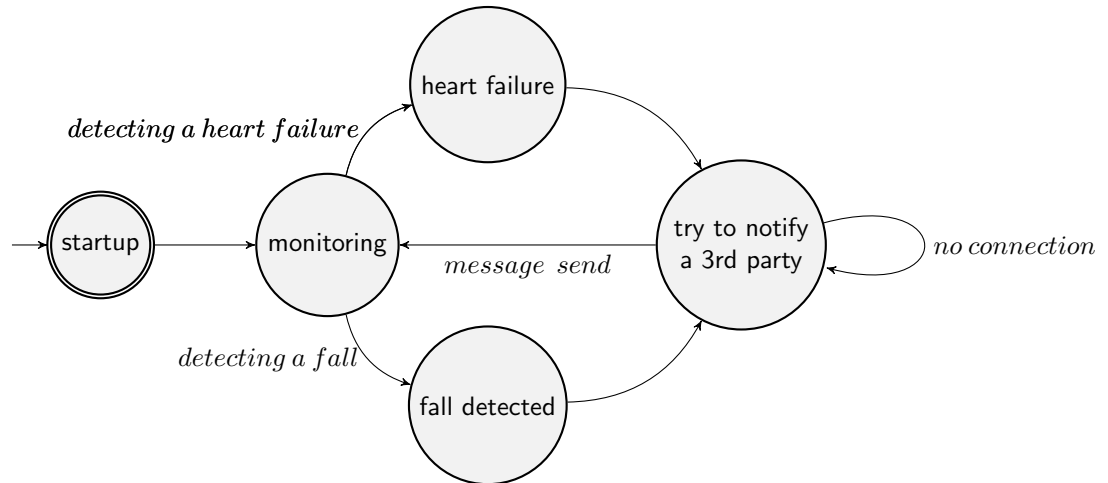 heart failure
detecting a heart failure
startup
monitoring
try to notify
a 3rd party
no connection
message send
detecting a fall
fall detected